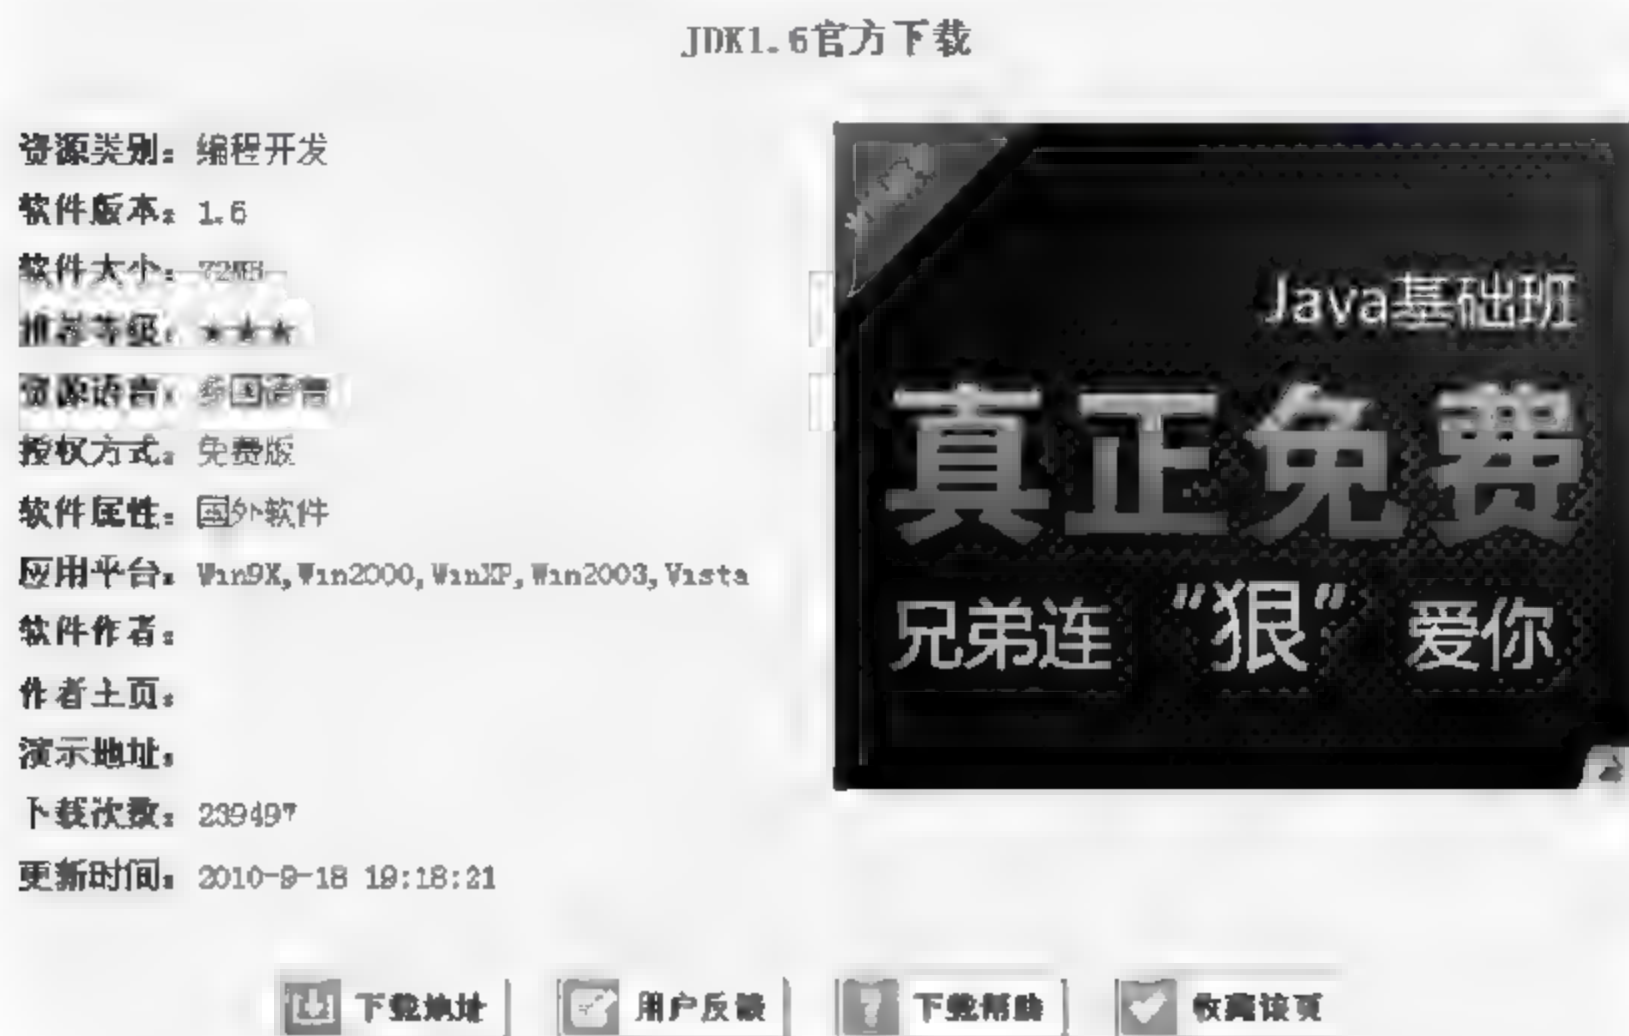 JDK1.6官方下载
资源类别：编程开发
软件版本：1.6
软件大小：72MB
推荐等级：★★★
资源语言：多国语言
授权方式：免费版
软件属性：国外软件
应用平台：Win9X,Win2000,WinXP,Win2003,Vista
软件作者：
作者主页：
演示地址：
下载次数：239497
更新时间：2010-9-18 19:18:21
Java基础班
真正免费
兄弟连 “狠” 爱你
下载地址 用户反馈 下载帮助 收藏该页